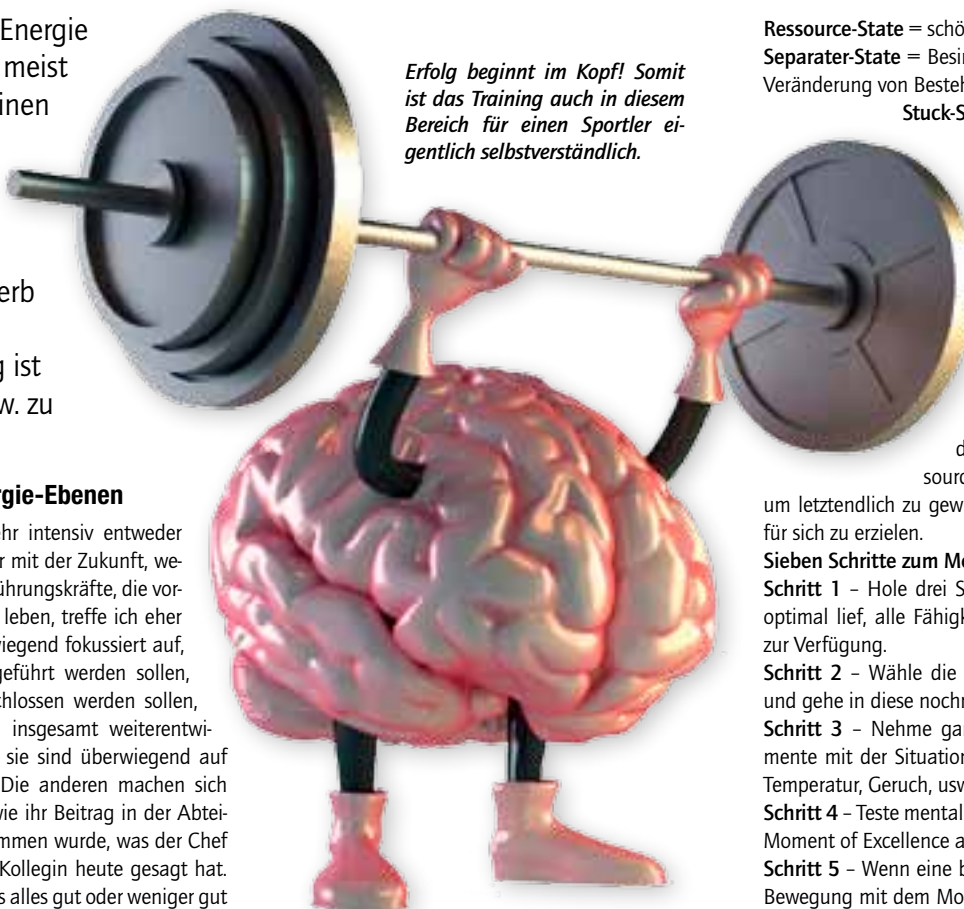 Energie
meist
inen
erb
g ist
w. zu
rgie-Ebenen
ehr intensiv entweder
r mit der Zukunft, we-
ührungskräfte, die vor-
leben, treffe ich eher
wiegend fokussiert auf,
geführt werden sollen,
chlossen werden sollen,
insgesamt weiterentwi-
sie sind überwiegend auf
Die anderen machen sich
wie ihr Beitrag in der Abtei-
mmen wurde, was der Chef
Kollegin heute gesagt hat.
s alles gut oder weniger gut
Erfolg beginnt im Kopf! Somit
ist das Training auch in diesem
Bereich für einen Sportler ei-
gentlich selbstverständlich.
Ressource-State = schö
Separater-State = Besin
Veränderung von Besteh
Stuck-S
d
sourc
um letztendlich zu gew
für sich zu erzielen.
Sieben Schritte zum Mo
Schritt 1 – Hole drei S
optimal lief, alle Fähigk
zur Verfügung.
Schritt 2 – Wähle die
und gehe in diese nochm
Schritt 3 – Nehme gar
mente mit der Situation
Temperatur, Geruch, usw
Schritt 4 – Teste mental
Moment of Excellence a
Schritt 5 – Wenn eine b
Bewegung mit dem Mo